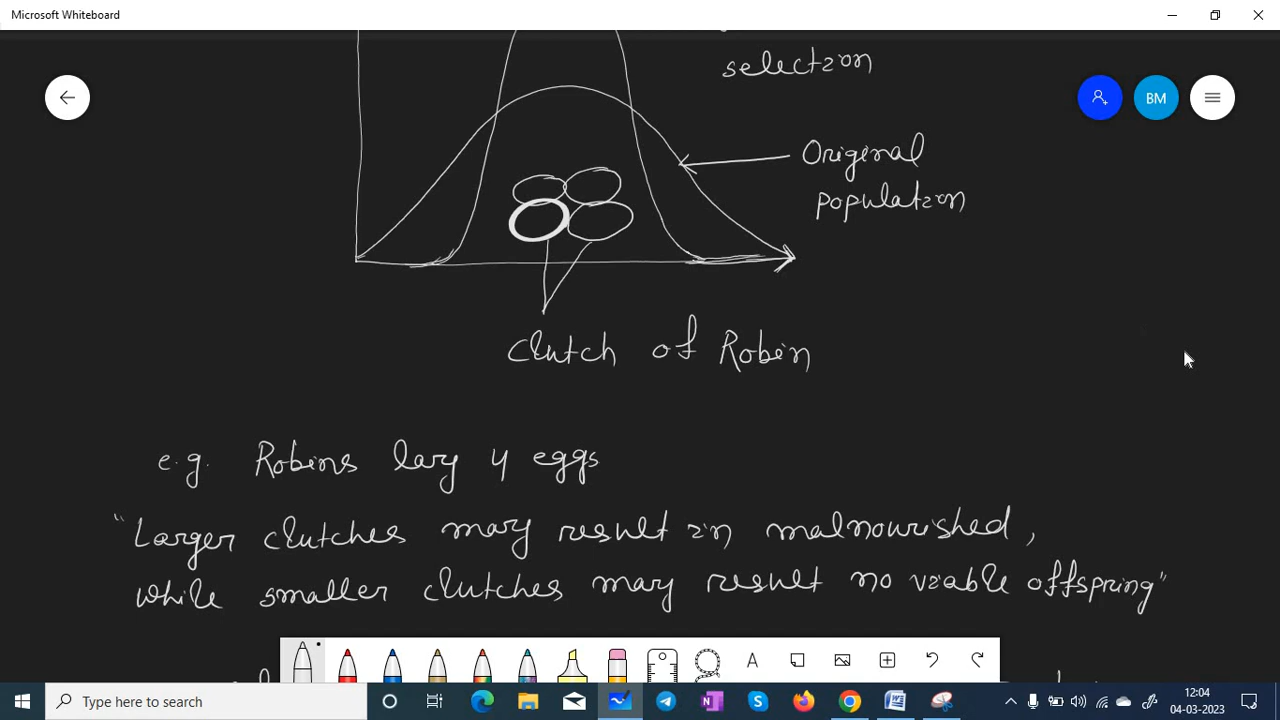 Microsoft Whiteboard
selection
BM
Original
population
Clutch of Robin
e.g. Robins lay 4 eggs
"Larger clutches may result in malnourished,
while smaller clutches may result no viable offspring"
A
Type here to search
12:04
04-03-2023